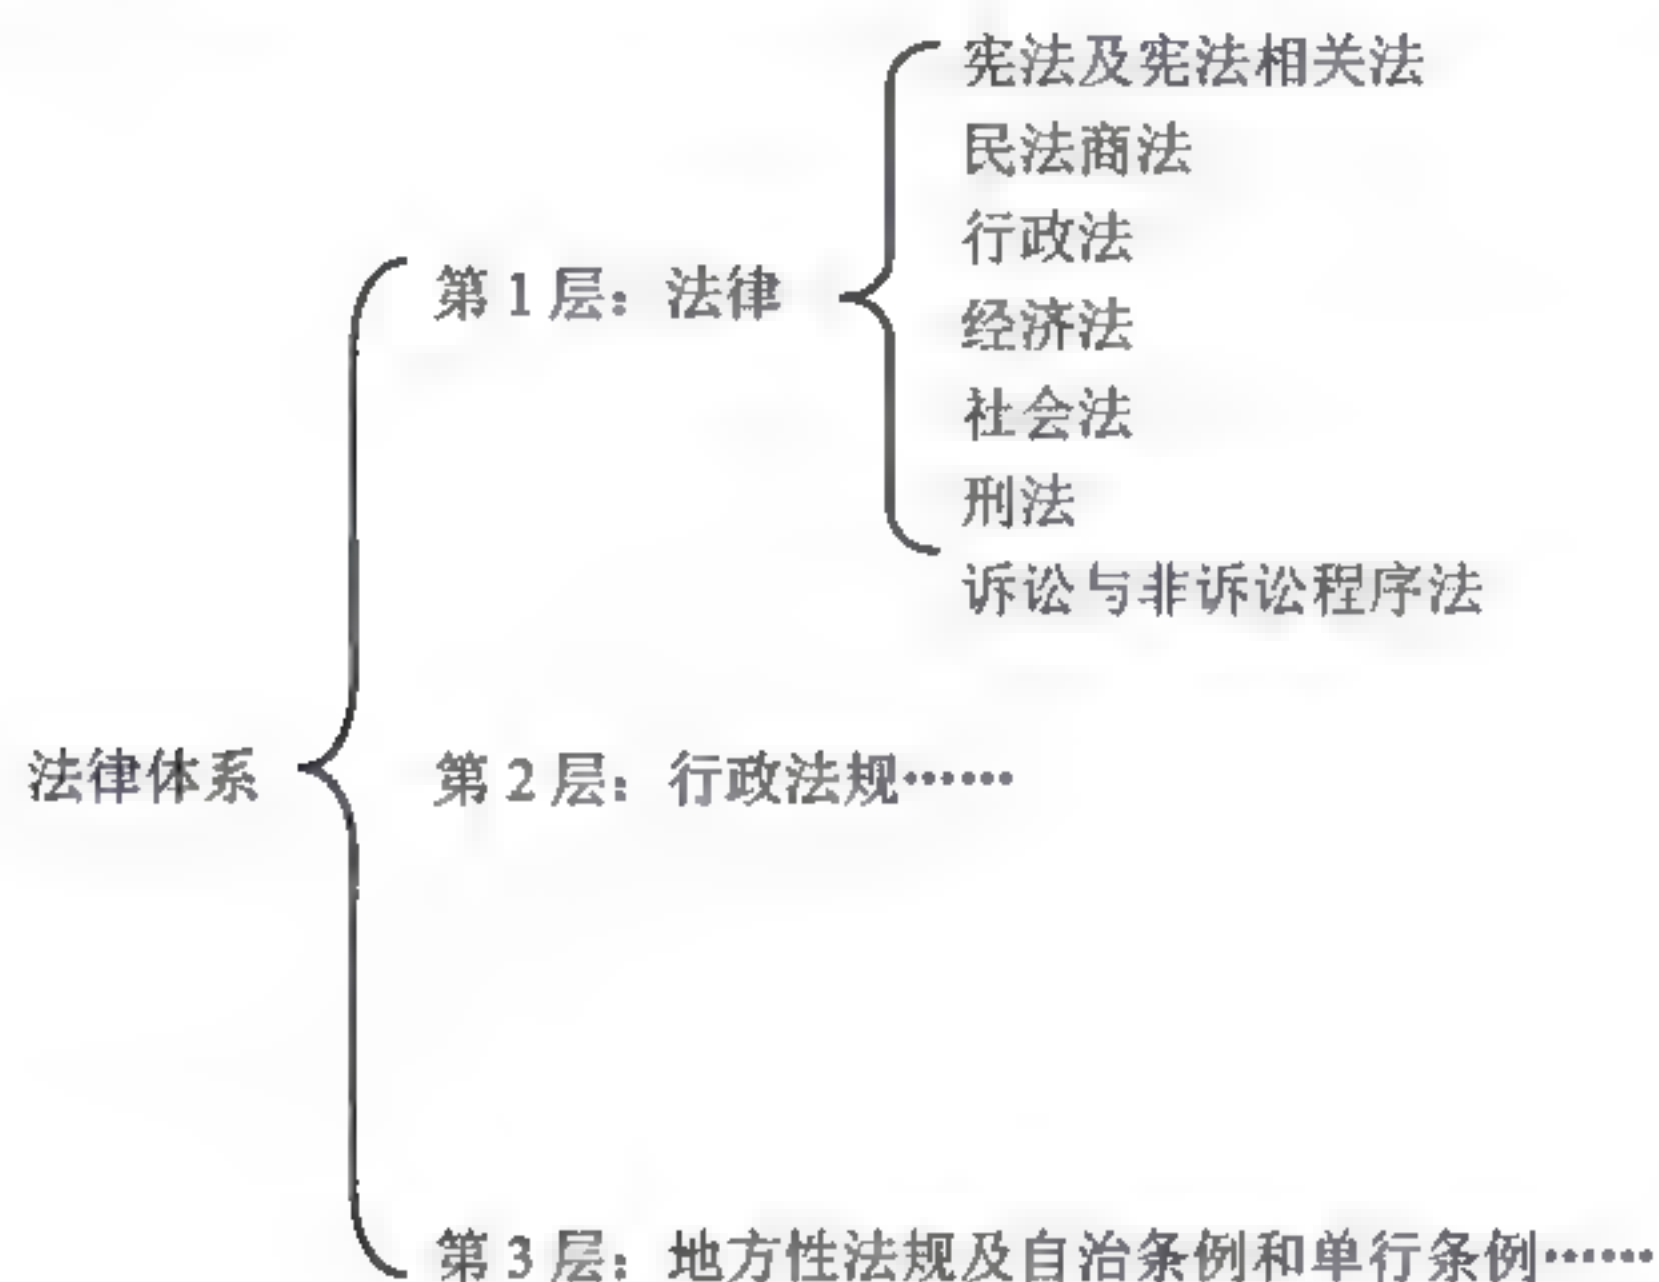 宪法及宪法相关法
民法商法
行政法
第1层：法律
经济法
社会法
刑法
诉讼与非诉讼程序法
法律体系
第2层：行政法规……
第3层：地方性法规及自治条例和单行条例……